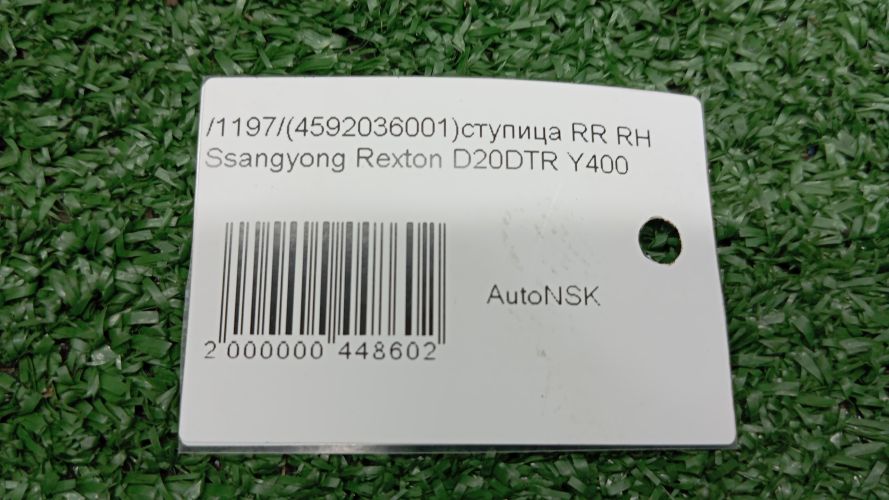 /1197/(4592036001)ступица RR RH
Ssangyong Rexton D20DTR Y400
AutoNSK
2 000000 448602